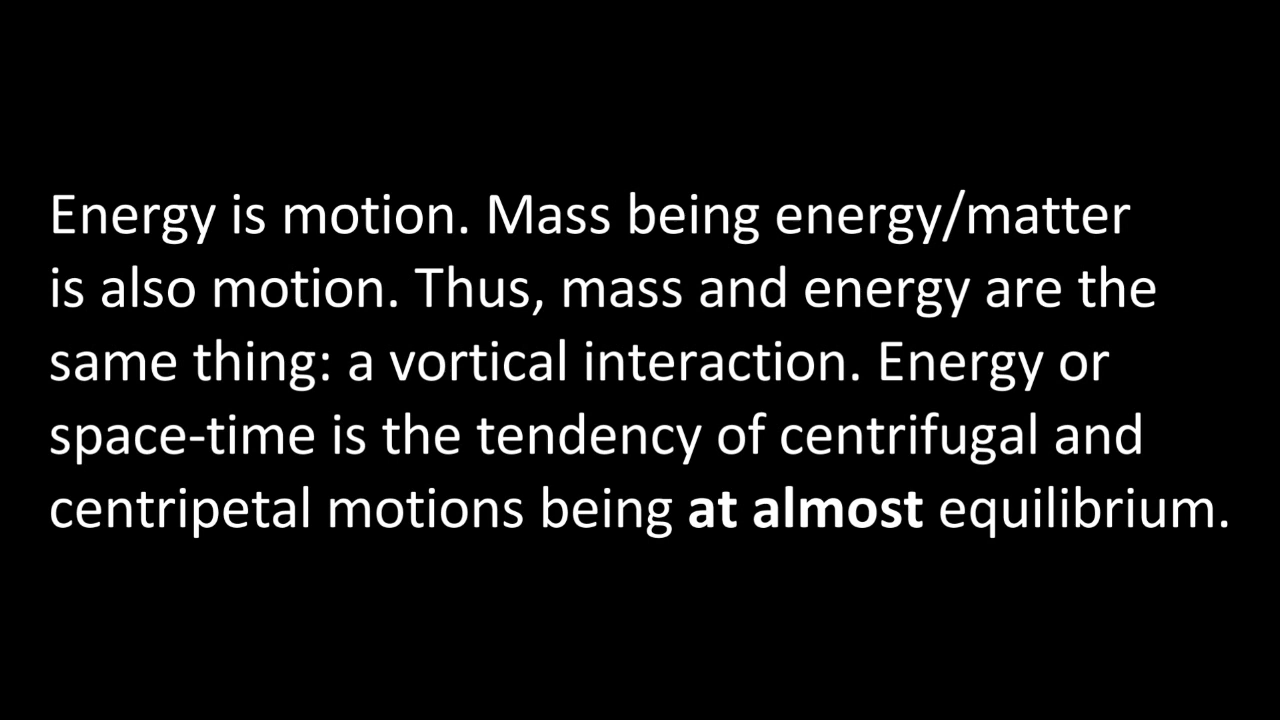 Energy is motion. Mass being energy/matter
is also motion. Thus, mass and energy are the
same thing: a vortical interaction. Energy or
space-time is the tendency of centrifugal and
centripetal motions being at almost equilibrium.